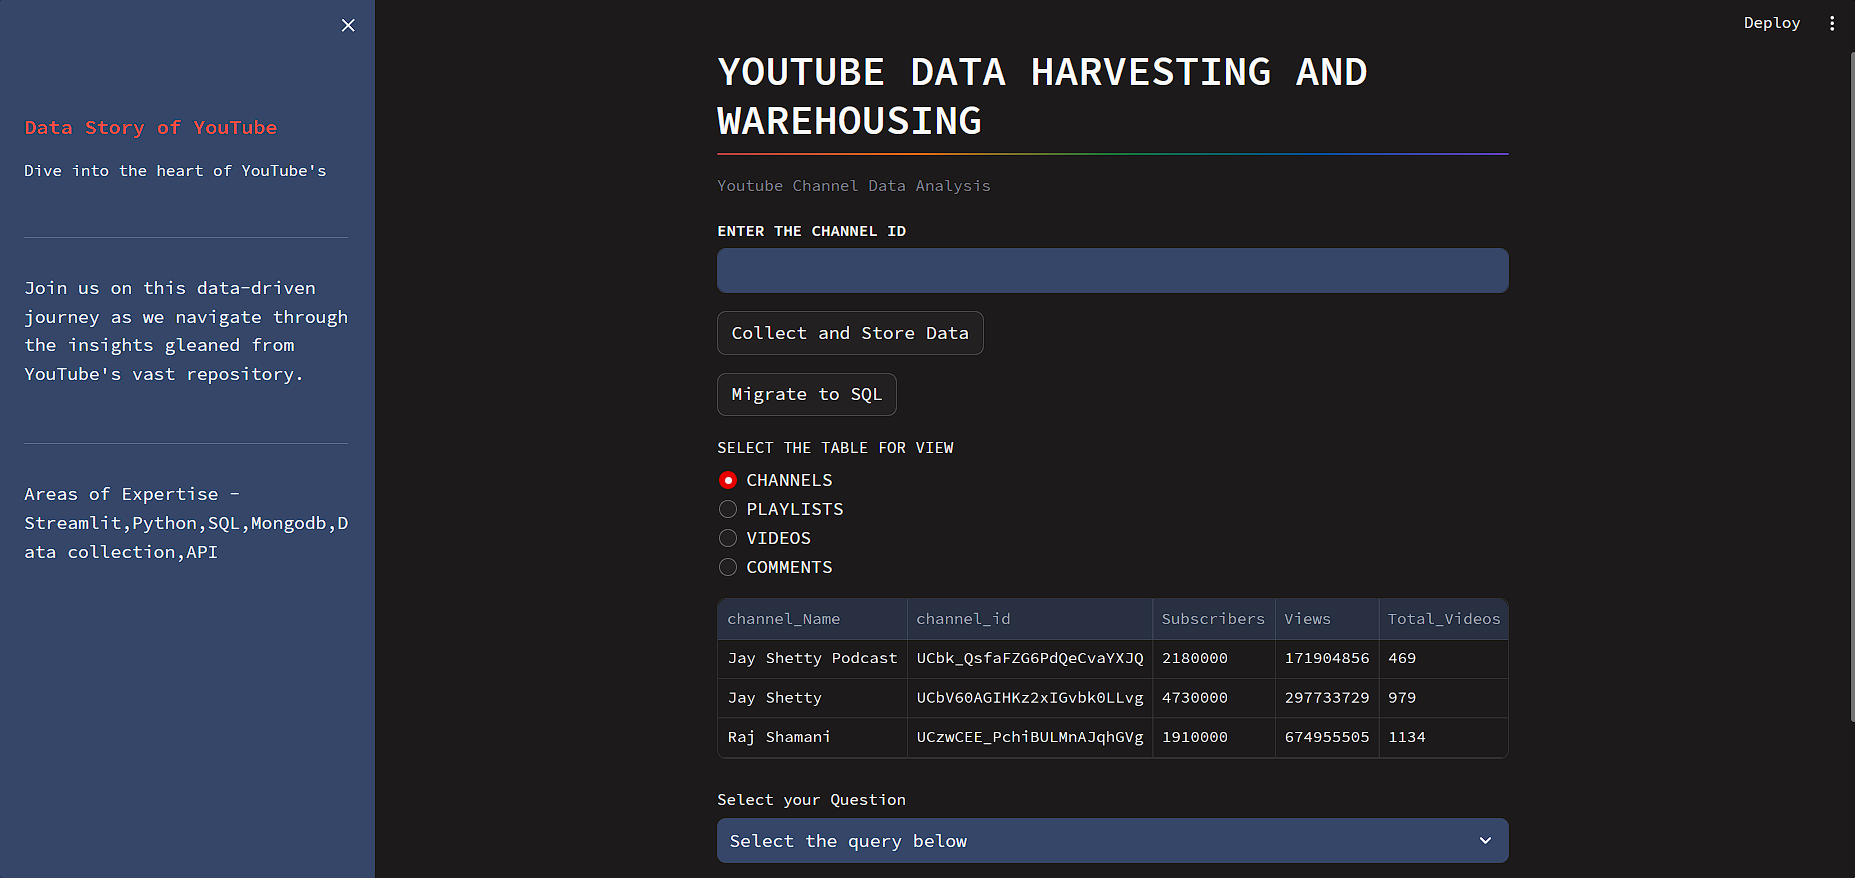 Deploy
Data Story of YouTube
Dive into the heart of YouTube's
Join us on this data-driven
journey as we navigate through
the insights gleaned from
YouTube's vast repository.
Areas of Expertise -
Streamlit,Python,SQL,Mongodb,D
ata collection,API
YOUTUBE DATA HARVESTING AND
WAREHOUSING
Youtube Channel Data Analysis
ENTER THE CHANNEL ID
Collect and Store Data
Migrate to SQL
SELECT THE TABLE FOR VIEW
CHANNELS
PLAYLISTS
VIDEOS
COMMENTS
channel_Name channel_id Subscribers Views Total_Videos
Jay Shetty Podcast UCbk_QsfaFZG6PdQeCvaYXJQ 2180000 171904856 469
Jay Shetty UCbV60AGIHKz2xIGvbk0LLvg 4730000 297733729 979
Raj Shamani UCzwCEE_PchiBULMnAJqhGVg 1910000 674955505 1134
Select your Question
Select the query below